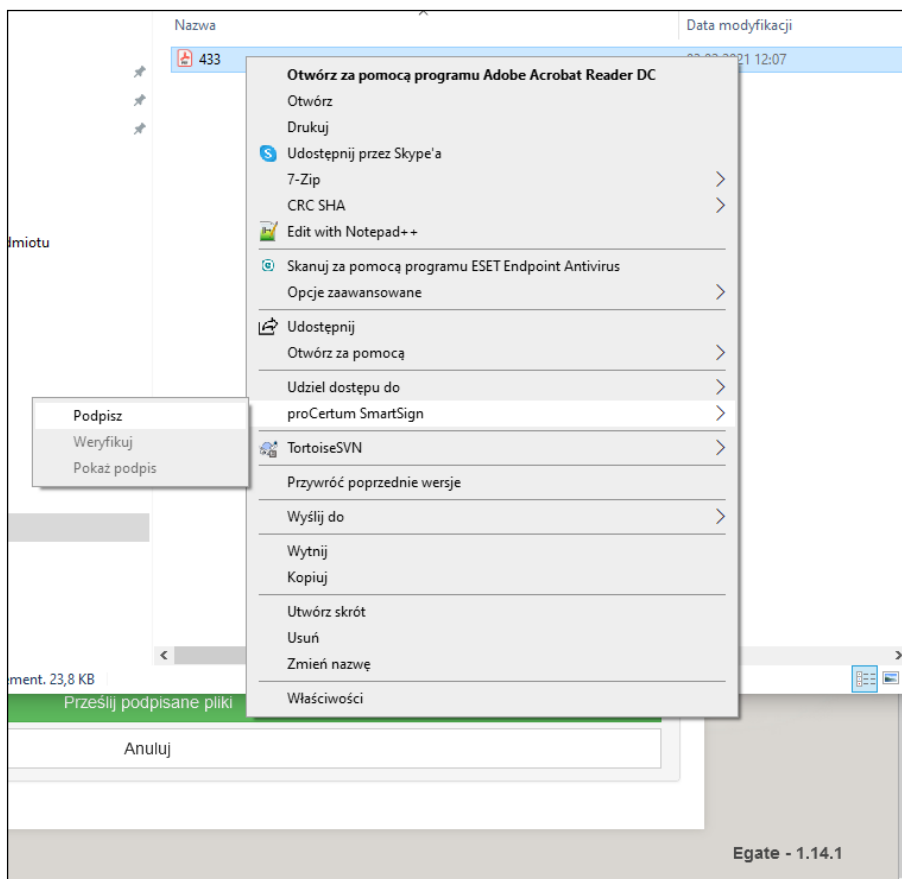 Nazwa
Data modyfikacji
433
21 12:07
Otwórz za pomocą programu Adobe Acrobat Reader DC
Otwórz
Drukuj
Udostępnij przez Skype'a
7-Zip
CRC SHA
Edit with Notepad++
dmiotu
Skanuj za pomocą programu ESET Endpoint Antivirus
Opcje zaawansowane
Udostępnij
Otwórz za pomocą
Udziel dostępu do
Podpisz
proCertum SmartSign
Weryfikuj
TortoiseSVN
Pokaż podpis
Przywróć poprzednie wersje
Wyślij do
Wytnij
Kopiuj
Utwórz skrót
Usuń
Zmień nazwę
ement. 23,8 KB
Właściwości
Prześlij podpisane pliki
Anuluj
Egate - 1.14.1